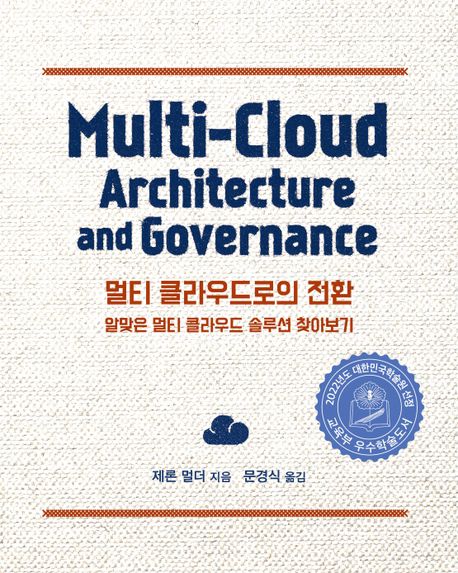 Multi-Cloud
Architecture
and Governance
멀티 클라우드로의 전환
알맞은 멀티 클라우드 솔루션 찾아보기
2022년도 대한민국학술원 선정
교육부 우수학술도서
제론 멀더 지음 문경식 옮김